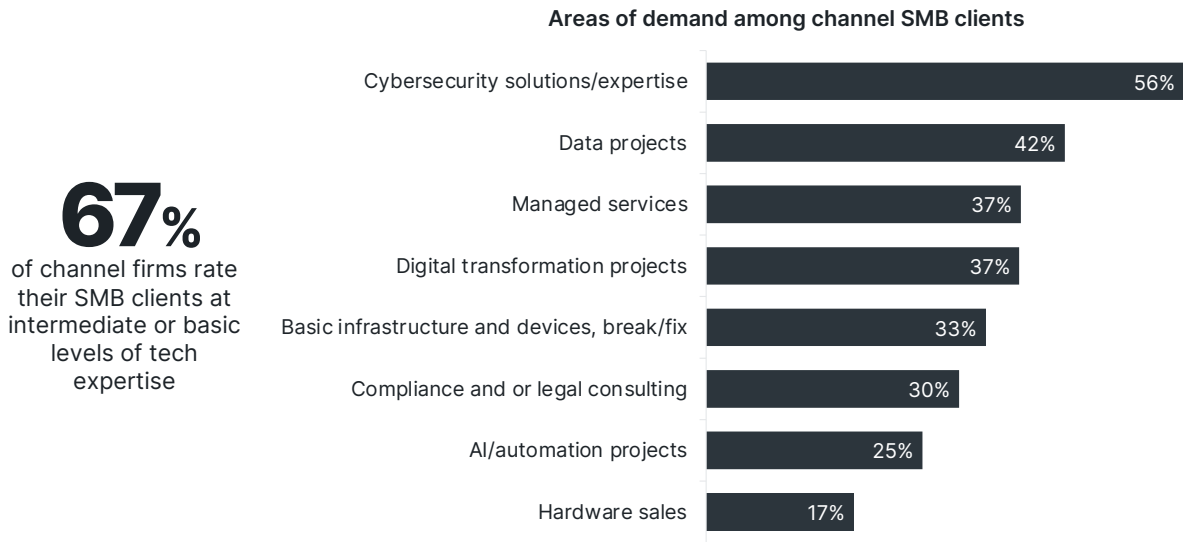 Areas of demand among channel SMB clients
67%
of channel firms rate
their SMB clients at
intermediate or basic
levels of tech
expertise
Cybersecurity solutions/expertise 56%
Data projects 42%
Managed services 37%
Digital transformation projects 37%
Basic infrastructure and devices, break/fix 33%
Compliance and or legal consulting 30%
AI/automation projects 25%
Hardware sales 17%